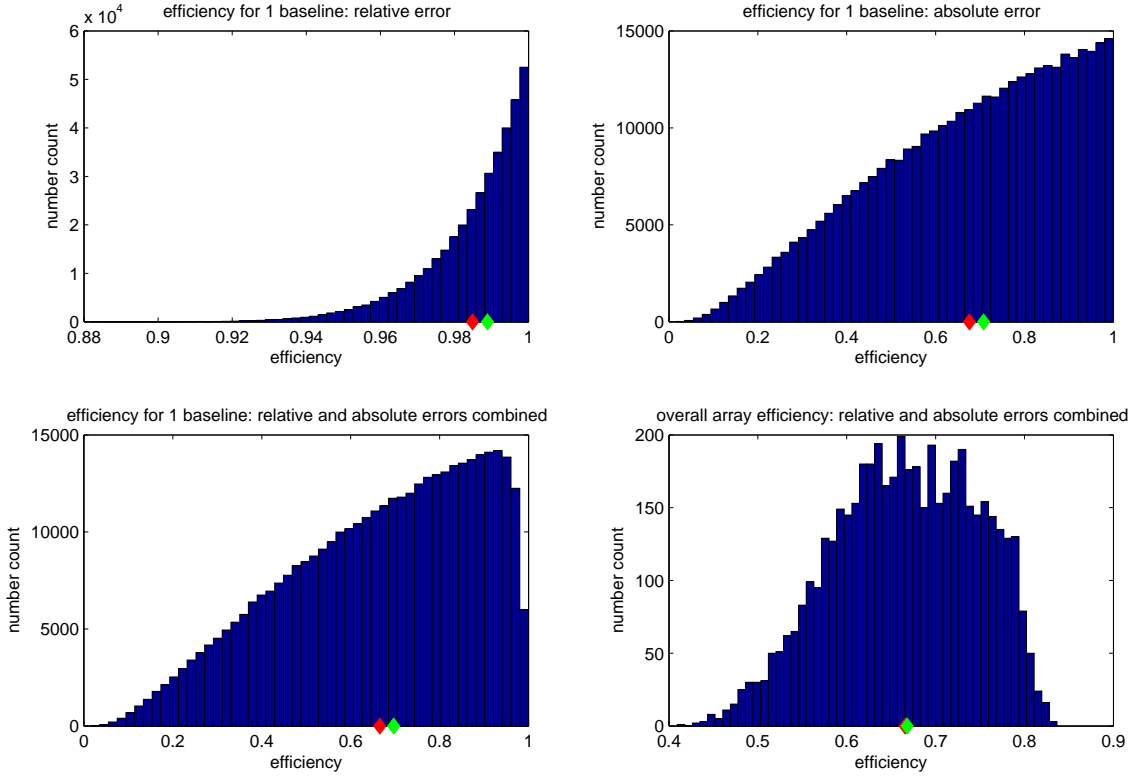 efficiency for 1 baseline: relative error
x 10^4
6
5
4
3
2
1
0
number count
0.88 0.9 0.92 0.94 0.96 0.98 1
efficiency
efficiency for 1 baseline: absolute error
15000
10000
5000
0
number count
0 0.2 0.4 0.6 0.8 1
efficiency
efficiency for 1 baseline: relative and absolute errors combined
15000
10000
5000
0
number count
0 0.2 0.4 0.6 0.8 1
efficiency
overall array efficiency: relative and absolute errors combined
200
150
100
50
0
number count
0.4 0.5 0.6 0.7 0.8 0.9
efficiency